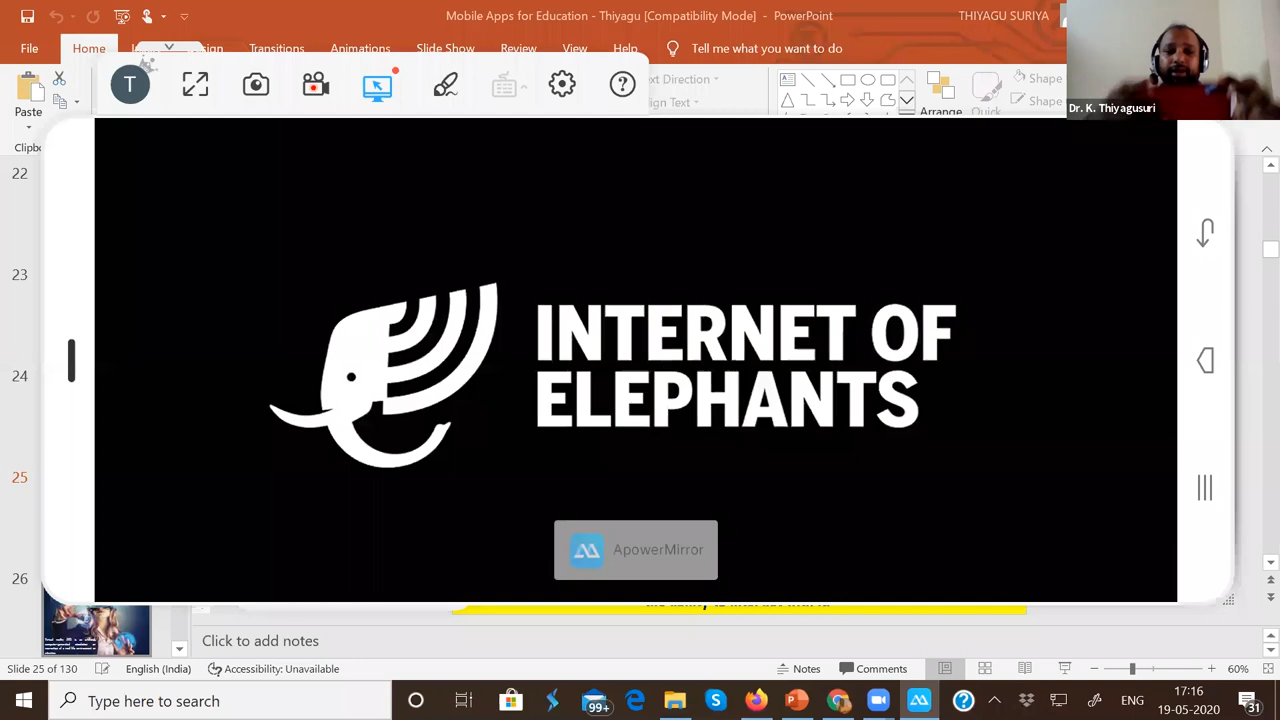 Mobile Apps for Education - Thiyagu [Compatibility Mode] - PowerPoint
THIYAGU SURIYA
File
Home
Transitions
Animations
Slide Show
Review
View
Help
Tell me what you want to do
T
Paste
Arrange
Quick
Shape
Shape
Dr. K. Thiyagusuri
22
23
24
25
26
INTERNET OF
ELEPHANTS
ApowerMirror
Click to add notes
Slide 25 of 130
English (India)
Accessibility: Unavailable
Notes
Comments
60%
Type here to search
99+
ENG
17:16
19-05-2020
31